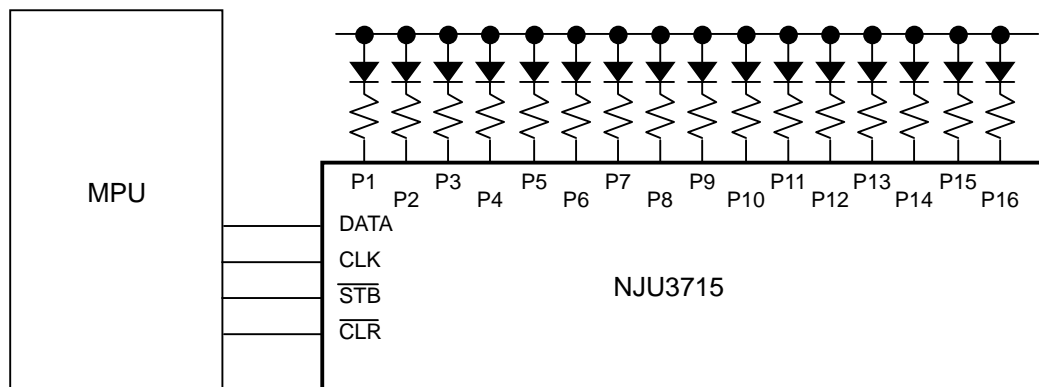 P1 P3 P5 P7 P9 P11 P13 P15
P2 P4 P6 P8 P10 P12 P14 P16
MPU
DATA
CLK
STB
CLR
NJU3715